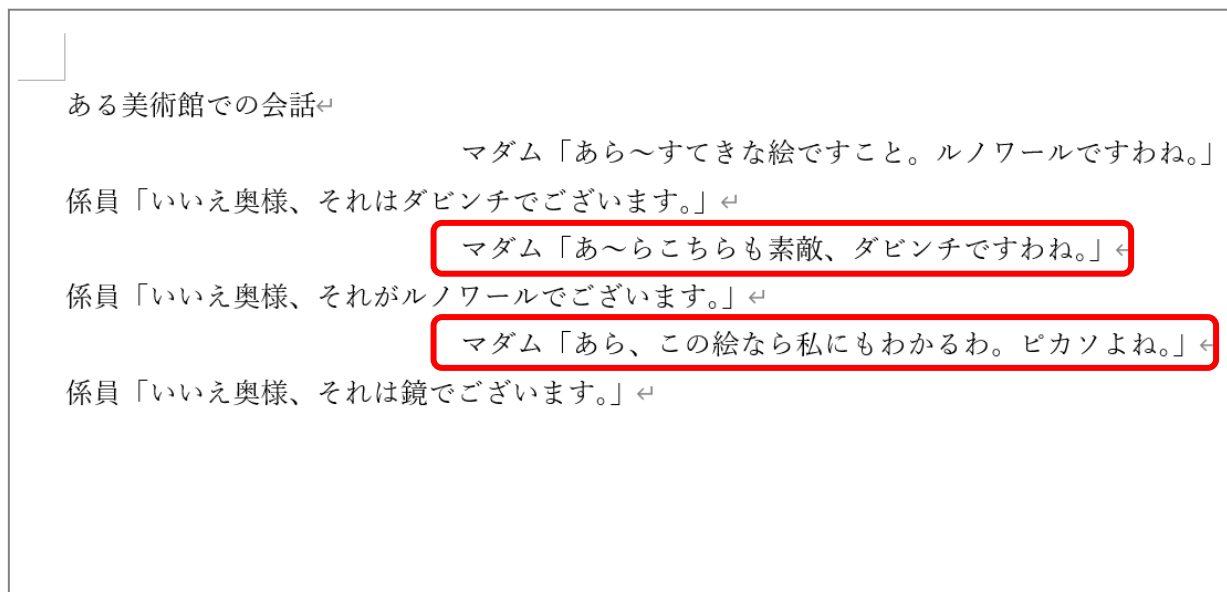 ある美術館での会話↵
マダム「あら～すてきな絵ですこと。ルノワールですわね。」
係員「いいえ奥様、それはダビンチでございます。」↵
マダム「あ～らこちらも素敵、ダビンチですわね。」↵
係員「いいえ奥様、それがルノワールでございます。」↵
マダム「あら、この絵なら私にもわかるわ。ピカソよね。」↵
係員「いいえ奥様、それは鏡でございます。」↵